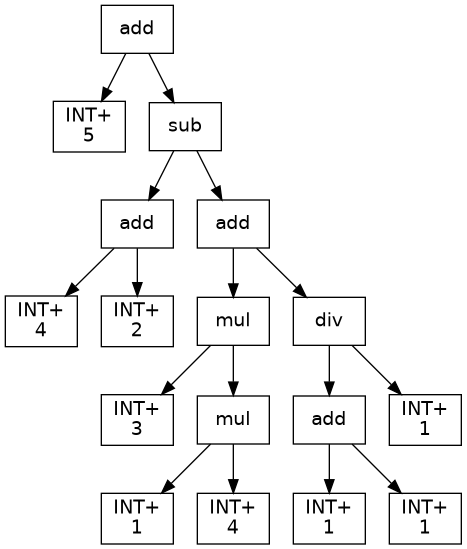 add
INT+
5
sub
add
add
INT+
4
INT+
2
mul
div
INT+
3
mul
add
INT+
1
INT+
1
INT+
4
INT+
1
INT+
1